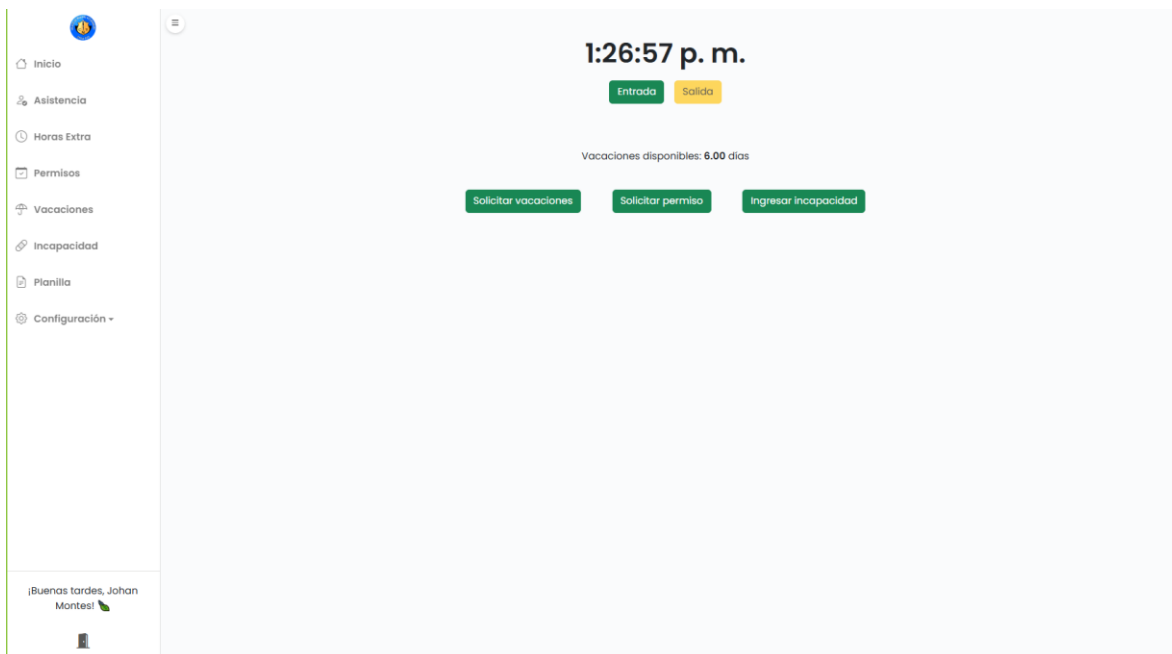 1:26:57 p. m.
Entrada Salida
Vacaciones disponibles: 6.00 días
Solicitar vacaciones Solicitar permiso Ingresar incapacidad
Inicio
Asistencia
Horas Extra
Permisos
Vacaciones
Incapacidad
Planilla
Configuración
¡Buenas tardes, Johan
Montes!